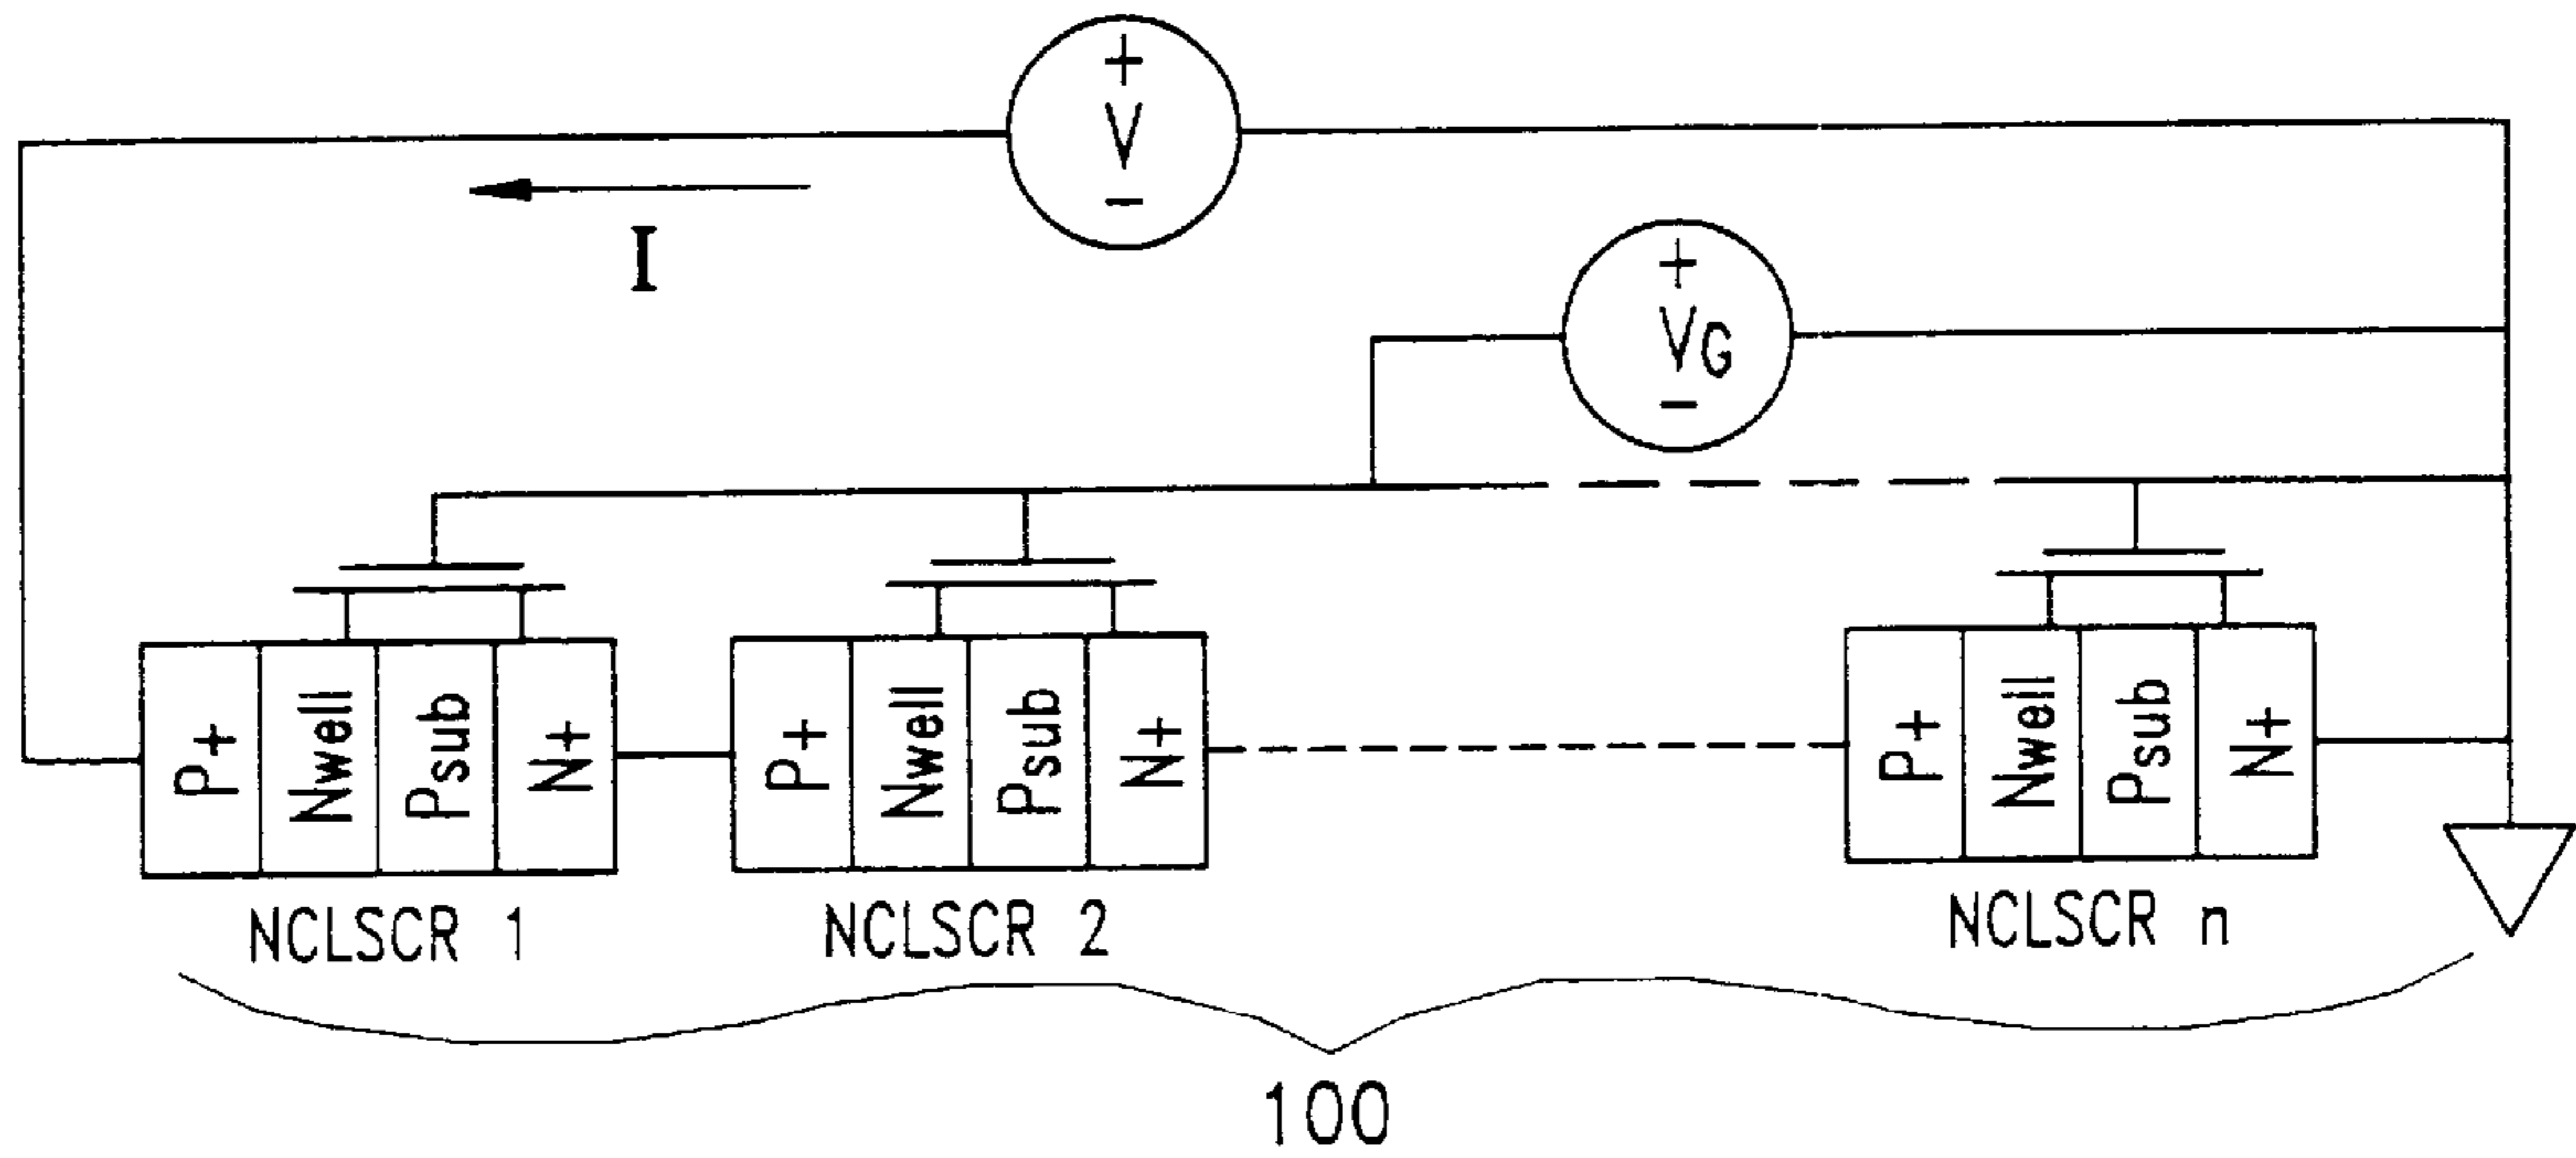 +
V
−
I
+
VG
−
P+ Nwell Psub N+
P+ Nwell Psub N+
P+ Nwell Psub N+
NCLSCR 1
NCLSCR 2
NCLSCR n
100